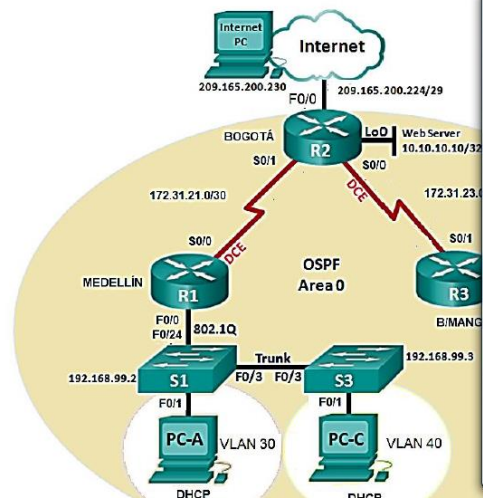 Internet
PC
Internet
209.165.200.230
209.165.200.224/29
F0/0
BOGOTÁ
R2
Lo0
Web Server
10.10.10.10/32
S0/1
S0/0
DCE
172.31.21.0/30
172.31.23.0
S0/0
DCE
S0/1
MEDELLÍN
R1
OSPF
Area 0
R3
B/MANG
F0/0
F0/24
802.1Q
192.168.99.2
S1
Trunk
F0/3
F0/3
S3
192.168.99.3
F0/1
F0/1
PC-A
VLAN 30
PC-C
VLAN 40
DHCP
DHCP